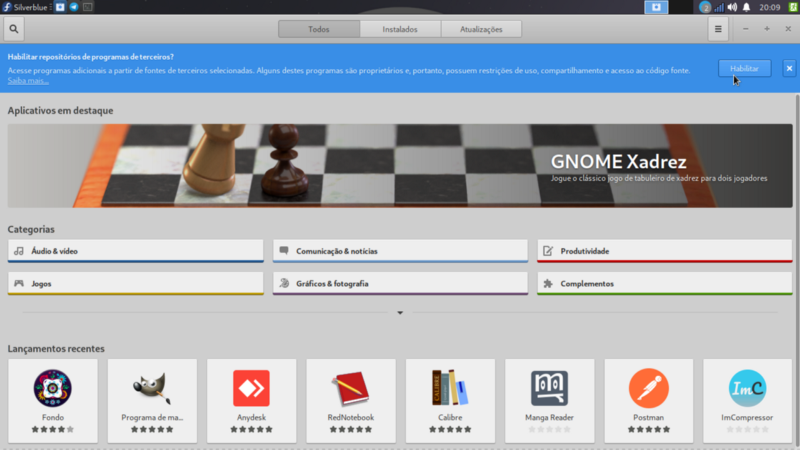 Silverblue
2
20:09
Todos
Instalados
Atualizações
Habilitar repositórios de programas de terceiros?
Acesse programas adicionais a partir de fontes de terceiros selecionadas. Alguns destes programas são proprietários e, portanto, possuem restrições de uso, compartilhamento e acesso ao código fonte.
Saiba mais...
Habilitar
Aplicativos em destaque
GNOME Xadrez
Jogue o clássico jogo de tabuleiro de xadrez para dois jogadores
Categorias
Áudio & vídeo
Comunicação & notícias
Produtividade
Jogos
Gráficos & fotografia
Complementos
Lançamentos recentes
CALIBRE
ImC
Fondo
Programa de ma...
Anydesk
RedNotebook
Calibre
Manga Reader
Postman
ImCompressor